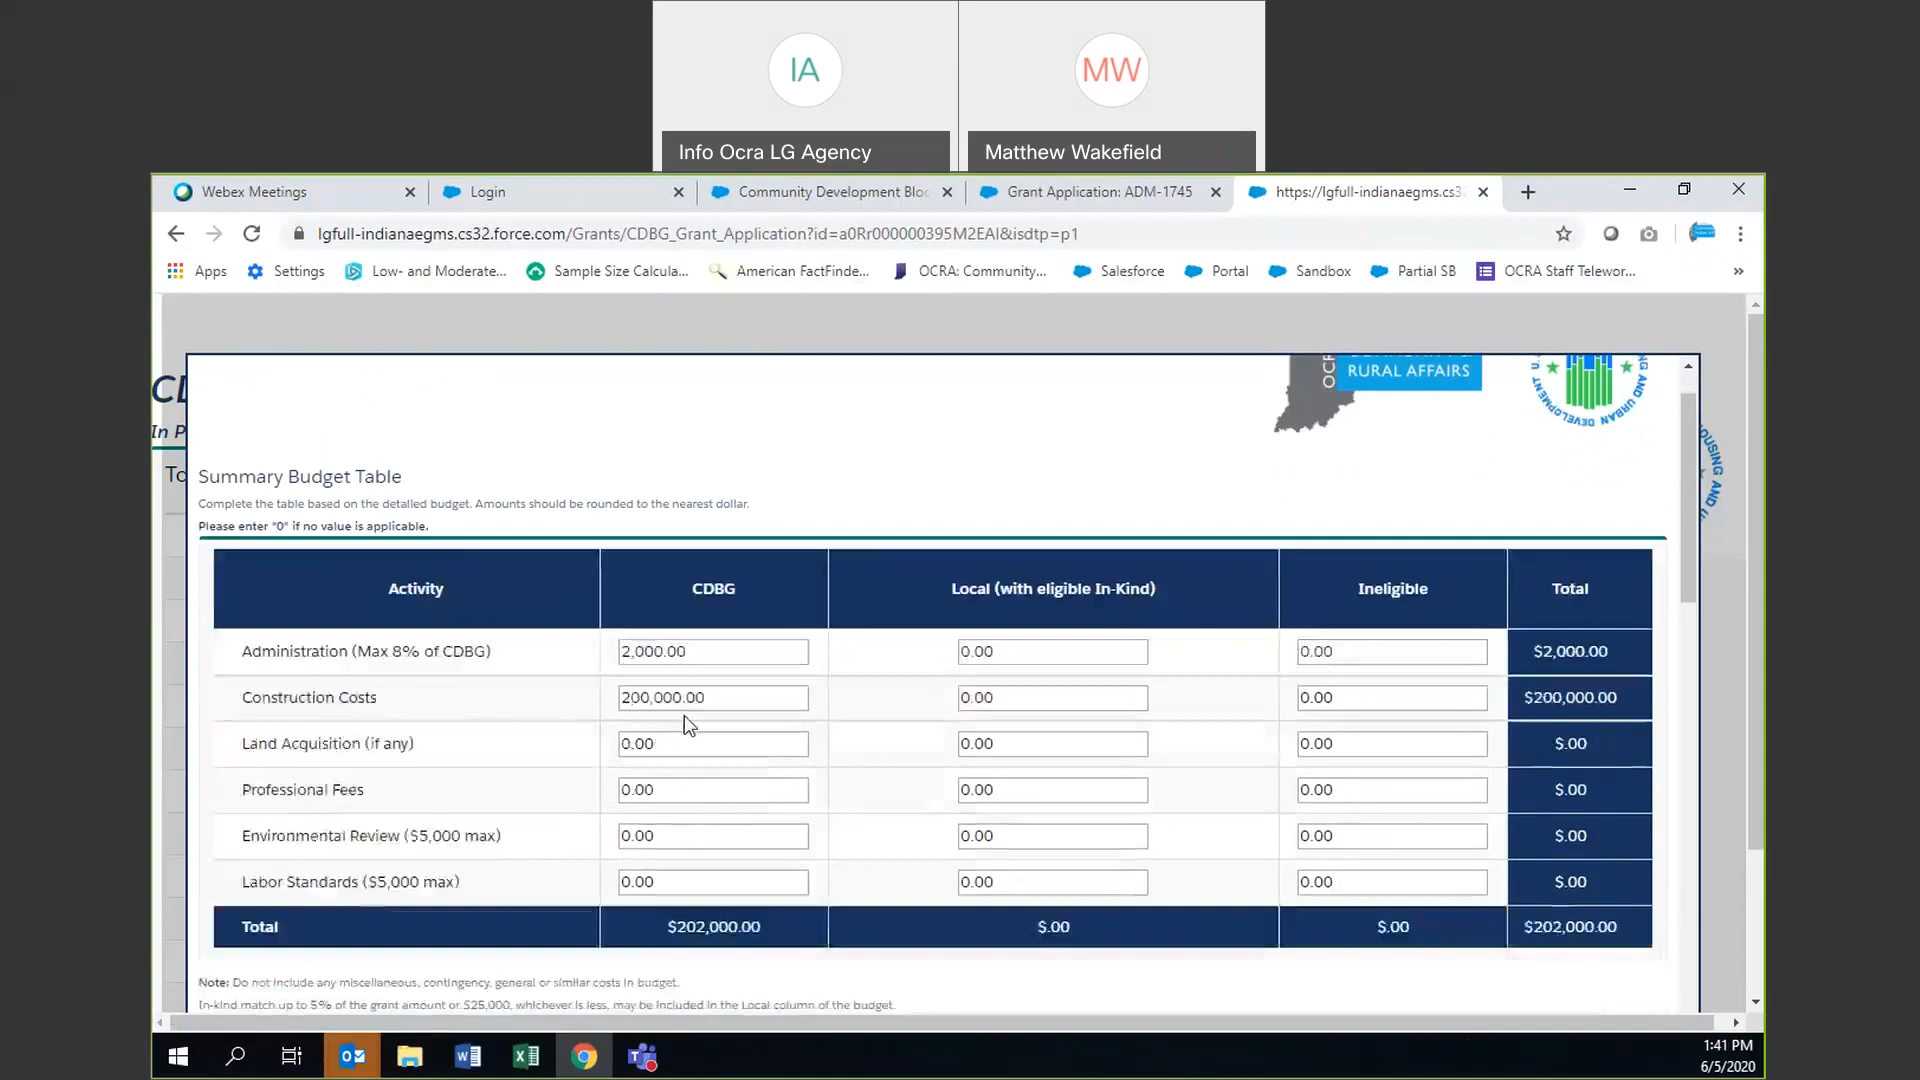 IA
MW
Info Ocra LG Agency
Matthew Wakefield
Webex Meetings
Login
Community Development Bloc
Grant Application: ADM-1745
https://lgfull-indianaegms.cs3
lgfull-indianaegms.cs32.force.com/Grants/CDBG_Grant_Application?id=a0Rr000000395M2EAI&isdtp=p1
Apps
Settings
Low- and Moderate...
Sample Size Calcula...
American FactFinde...
OCRA: Community...
Salesforce
Portal
Sandbox
Partial SB
OCRA Staff Telewor...
»
RURAL AFFAIRS
ING AND URBAN DEVELOPMENT
In P
To
OUSING AND U
Summary Budget Table
Complete the table based on the detailed budget. Amounts should be rounded to the nearest dollar.
Please enter "0" if no value is applicable.
Activity CDBG Local (with eligible In-Kind) Ineligible Total
Administration (Max 8% of CDBG) 2,000.00 0.00 0.00 $2,000.00
Construction Costs 200,000.00 0.00 0.00 $200,000.00
Land Acquisition (if any) 0.00 0.00 0.00 $.00
Professional Fees 0.00 0.00 0.00 $.00
Environmental Review ($5,000 max) 0.00 0.00 0.00 $.00
Labor Standards ($5,000 max) 0.00 0.00 0.00 $.00
Total $202,000.00 $.00 $.00 $202,000.00
Note: Do not include any miscellaneous, contingency, general or similar costs in budget.
In-kind match up to 5% of the grant amount or $25,000, whichever is less, may be included in the Local column of the budget.
1:41 PM
6/5/2020